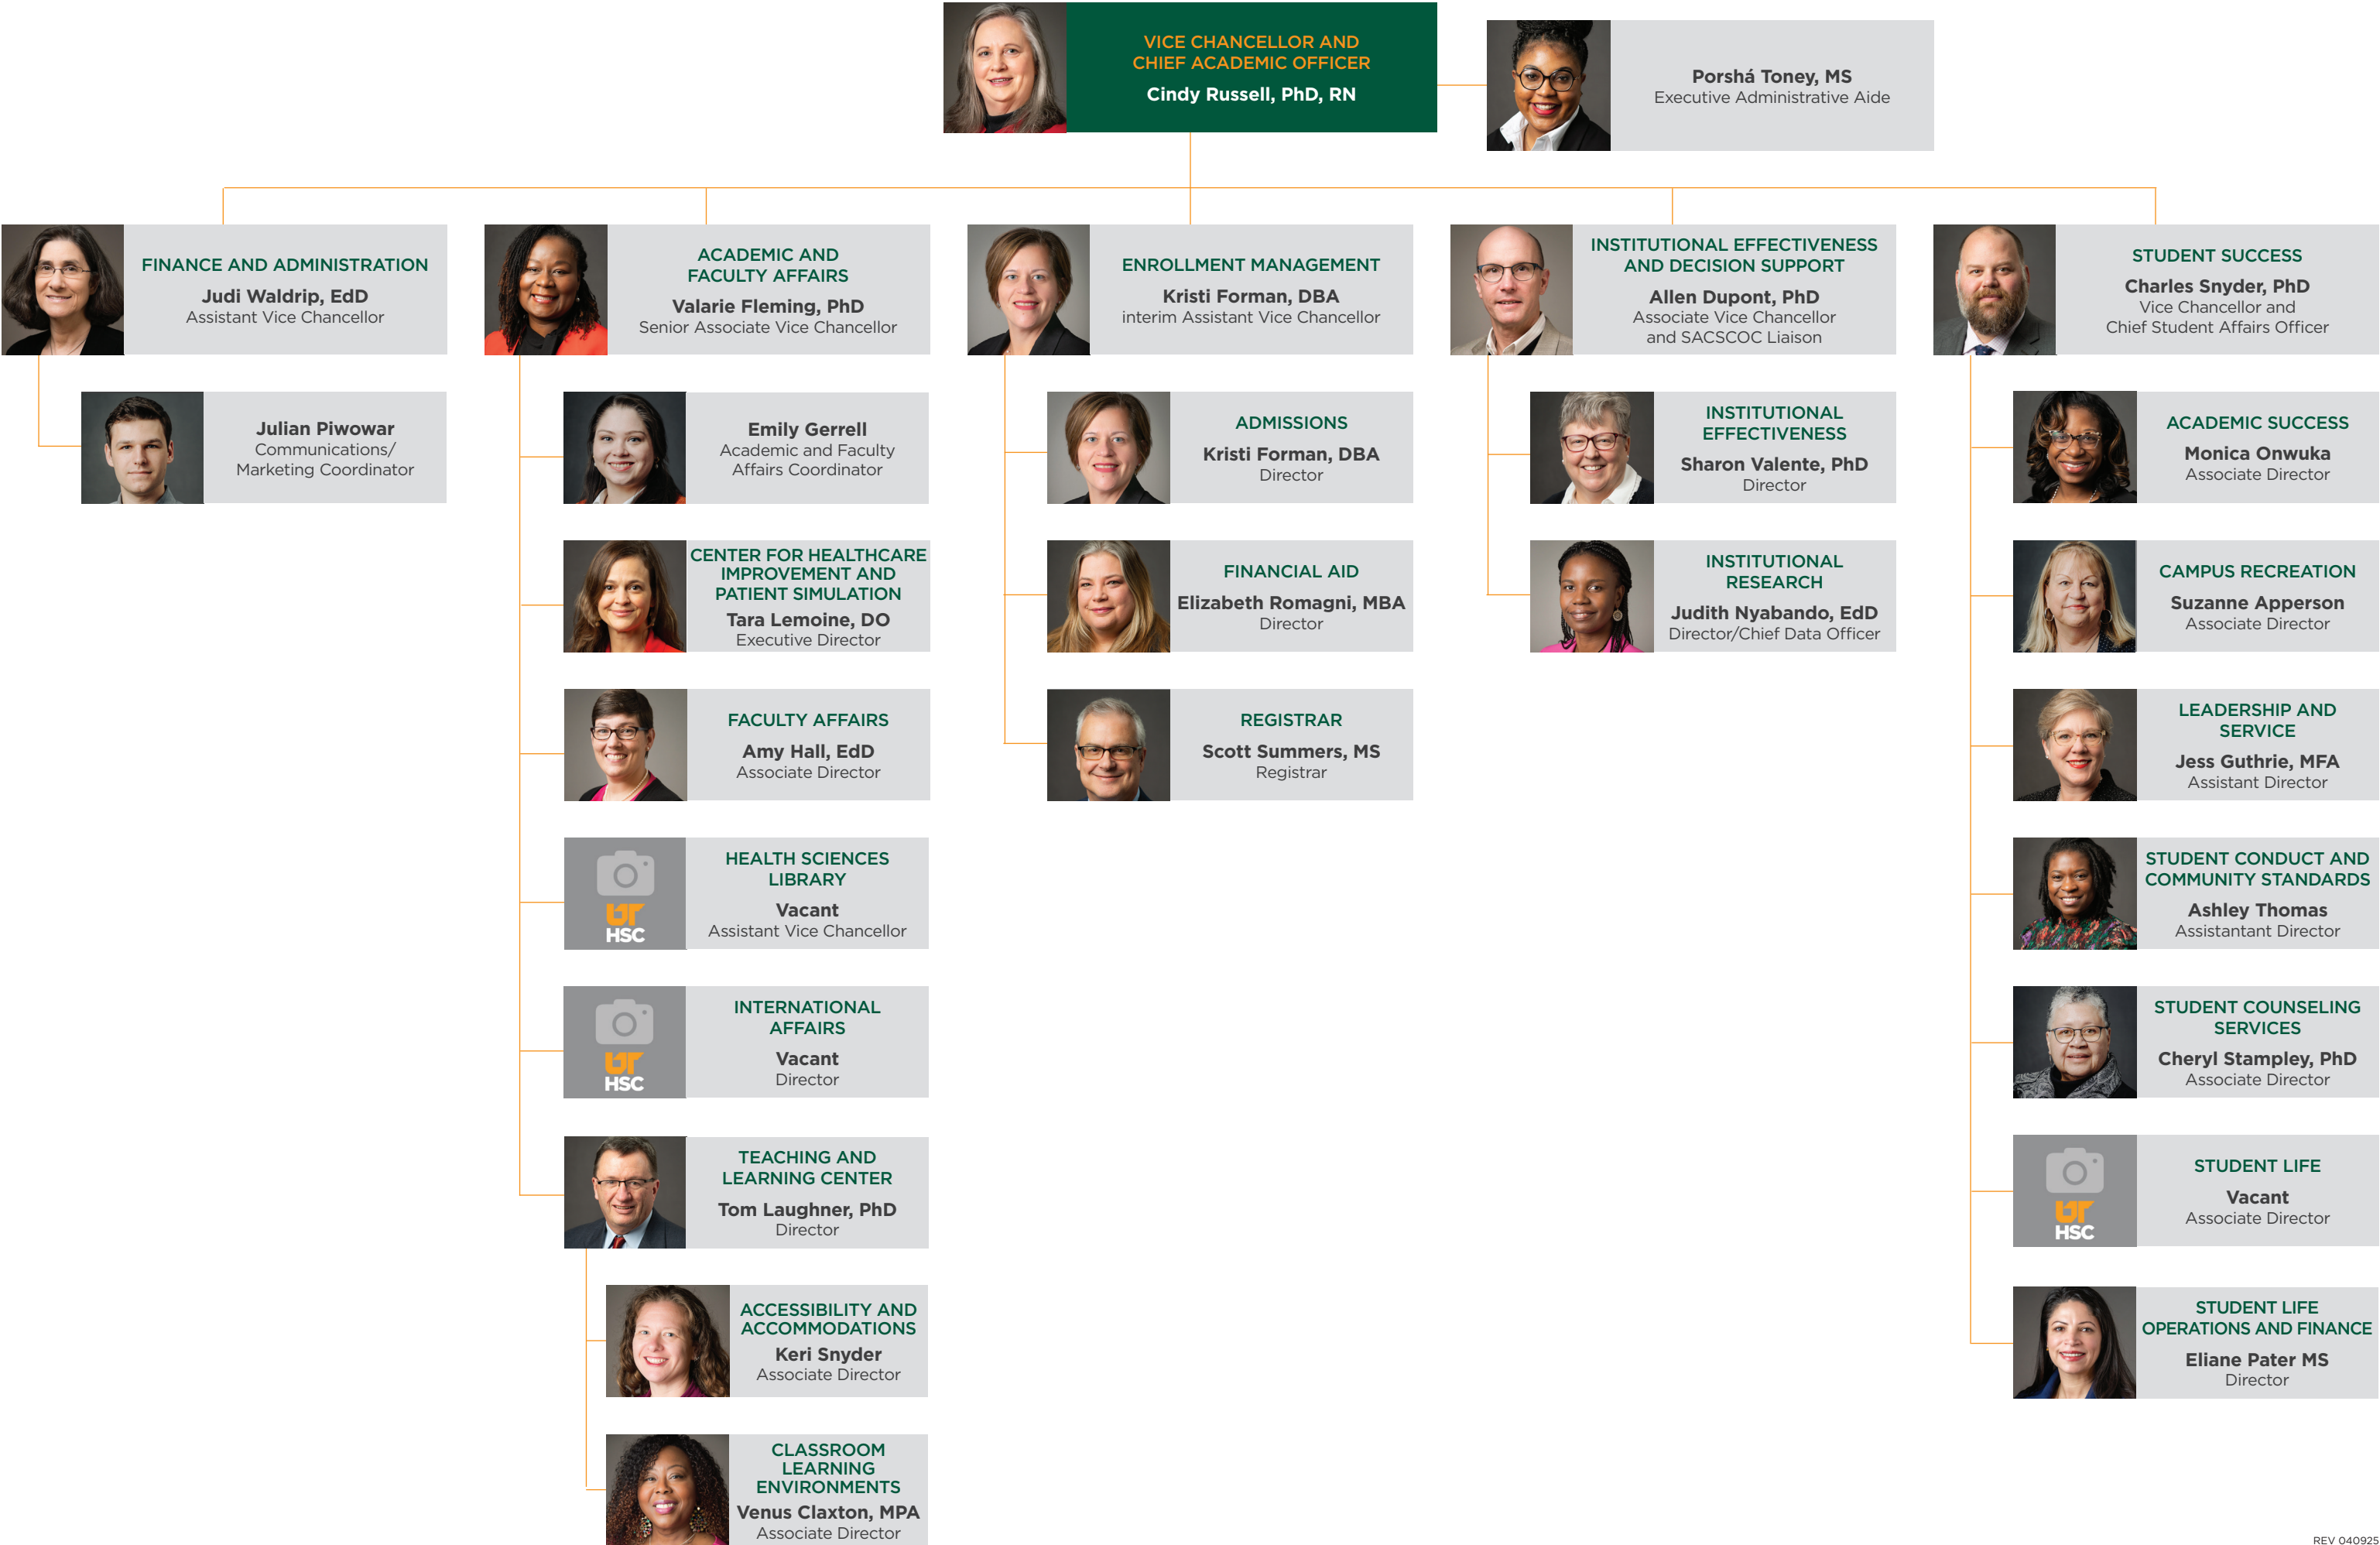 VICE CHANCELLOR AND
CHIEF ACADEMIC OFFICER
Cindy Russell, PhD, RN
Porshá Toney, MS
Executive Administrative Aide
FINANCE AND ADMINISTRATION
Judi Waldrip, EdD
Assistant Vice Chancellor
Julian Piwowar
Communications/
Marketing Coordinator
ACADEMIC AND
FACULTY AFFAIRS
Valarie Fleming, PhD
Senior Associate Vice Chancellor
Emily Gerrell
Academic and Faculty
Affairs Coordinator
CENTER FOR HEALTHCARE
IMPROVEMENT AND
PATIENT SIMULATION
Tara Lemoine, DO
Executive Director
FACULTY AFFAIRS
Amy Hall, EdD
Associate Director
UT
HSC
HEALTH SCIENCES
LIBRARY
Vacant
Assistant Vice Chancellor
UT
HSC
INTERNATIONAL
AFFAIRS
Vacant
Director
TEACHING AND
LEARNING CENTER
Tom Laughner, PhD
Director
ACCESSIBILITY AND
ACCOMMODATIONS
Keri Snyder
Associate Director
CLASSROOM
LEARNING
ENVIRONMENTS
Venus Claxton, MPA
Associate Director
ENROLLMENT MANAGEMENT
Kristi Forman, DBA
interim Assistant Vice Chancellor
ADMISSIONS
Kristi Forman, DBA
Director
FINANCIAL AID
Elizabeth Romagni, MBA
Director
REGISTRAR
Scott Summers, MS
Registrar
INSTITUTIONAL EFFECTIVENESS
AND DECISION SUPPORT
Allen Dupont, PhD
Associate Vice Chancellor
and SACSCOC Liaison
INSTITUTIONAL
EFFECTIVENESS
Sharon Valente, PhD
Director
INSTITUTIONAL
RESEARCH
Judith Nyabando, EdD
Director/Chief Data Officer
STUDENT SUCCESS
Charles Snyder, PhD
Vice Chancellor and
Chief Student Affairs Officer
ACADEMIC SUCCESS
Monica Onwuka
Associate Director
CAMPUS RECREATION
Suzanne Apperson
Associate Director
LEADERSHIP AND
SERVICE
Jess Guthrie, MFA
Assistant Director
STUDENT CONDUCT AND
COMMUNITY STANDARDS
Ashley Thomas
Assistantant Director
STUDENT COUNSELING
SERVICES
Cheryl Stampley, PhD
Associate Director
UT
HSC
STUDENT LIFE
Vacant
Associate Director
STUDENT LIFE
OPERATIONS AND FINANCE
Eliane Pater MS
Director
REV 040925